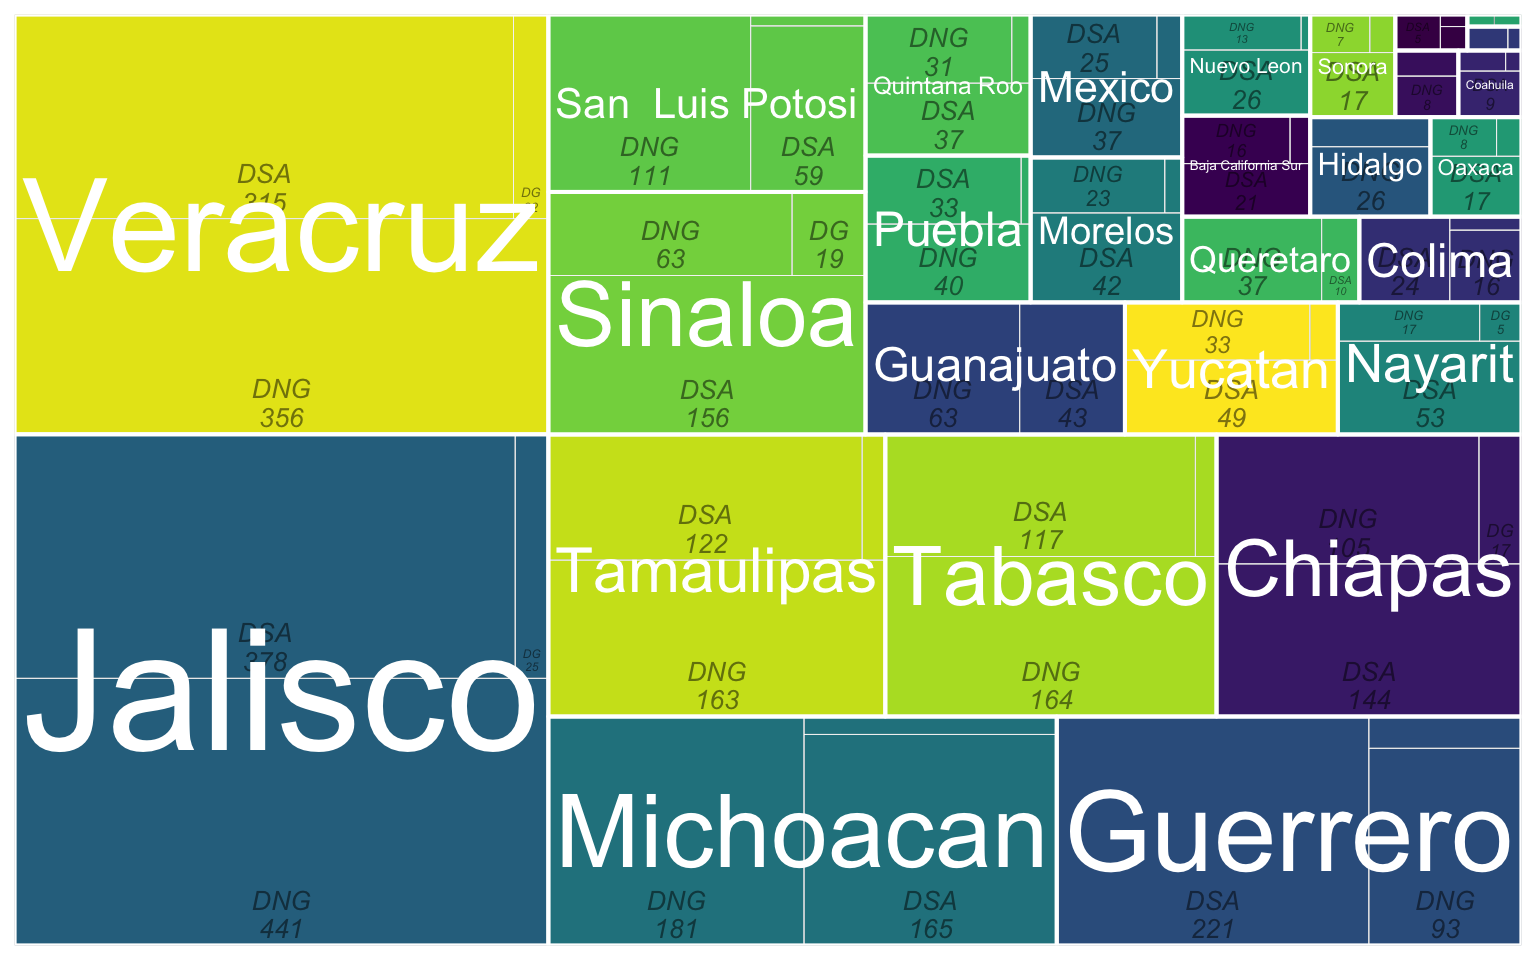 Veracruz
DSA
315
DG
22
DNG
356
San Luis Potosi
DNG
111
DSA
59
Sinaloa
DNG
63
DG
19
DSA
156
Quintana Roo
DNG
31
DSA
37
Mexico
DSA
25
DNG
37
Puebla
DSA
33
DNG
40
Morelos
DNG
23
DSA
42
Nuevo Leon
DNG
13
DSA
26
Sonora
DNG
7
DSA
17
DSA
DNG
8
Coahuila
9
Baja California Sur
DNG
16
DSA
21
Hidalgo
DNG
26
Oaxaca
DNG
8
DSA
17
Queretaro
DNG
37
DSA
10
Colima
DSA
24
DNG
16
Guanajuato
DNG
63
DSA
43
Yucatan
DNG
33
DSA
49
Nayarit
DNG
17
DG
5
DSA
53
Jalisco
DSA
378
DG
25
DNG
441
Tamaulipas
DSA
122
DNG
163
Tabasco
DSA
117
DNG
164
Chiapas
DNG
105
DG
17
DSA
144
Michoacan
DNG
181
DSA
165
Guerrero
DSA
221
DNG
93